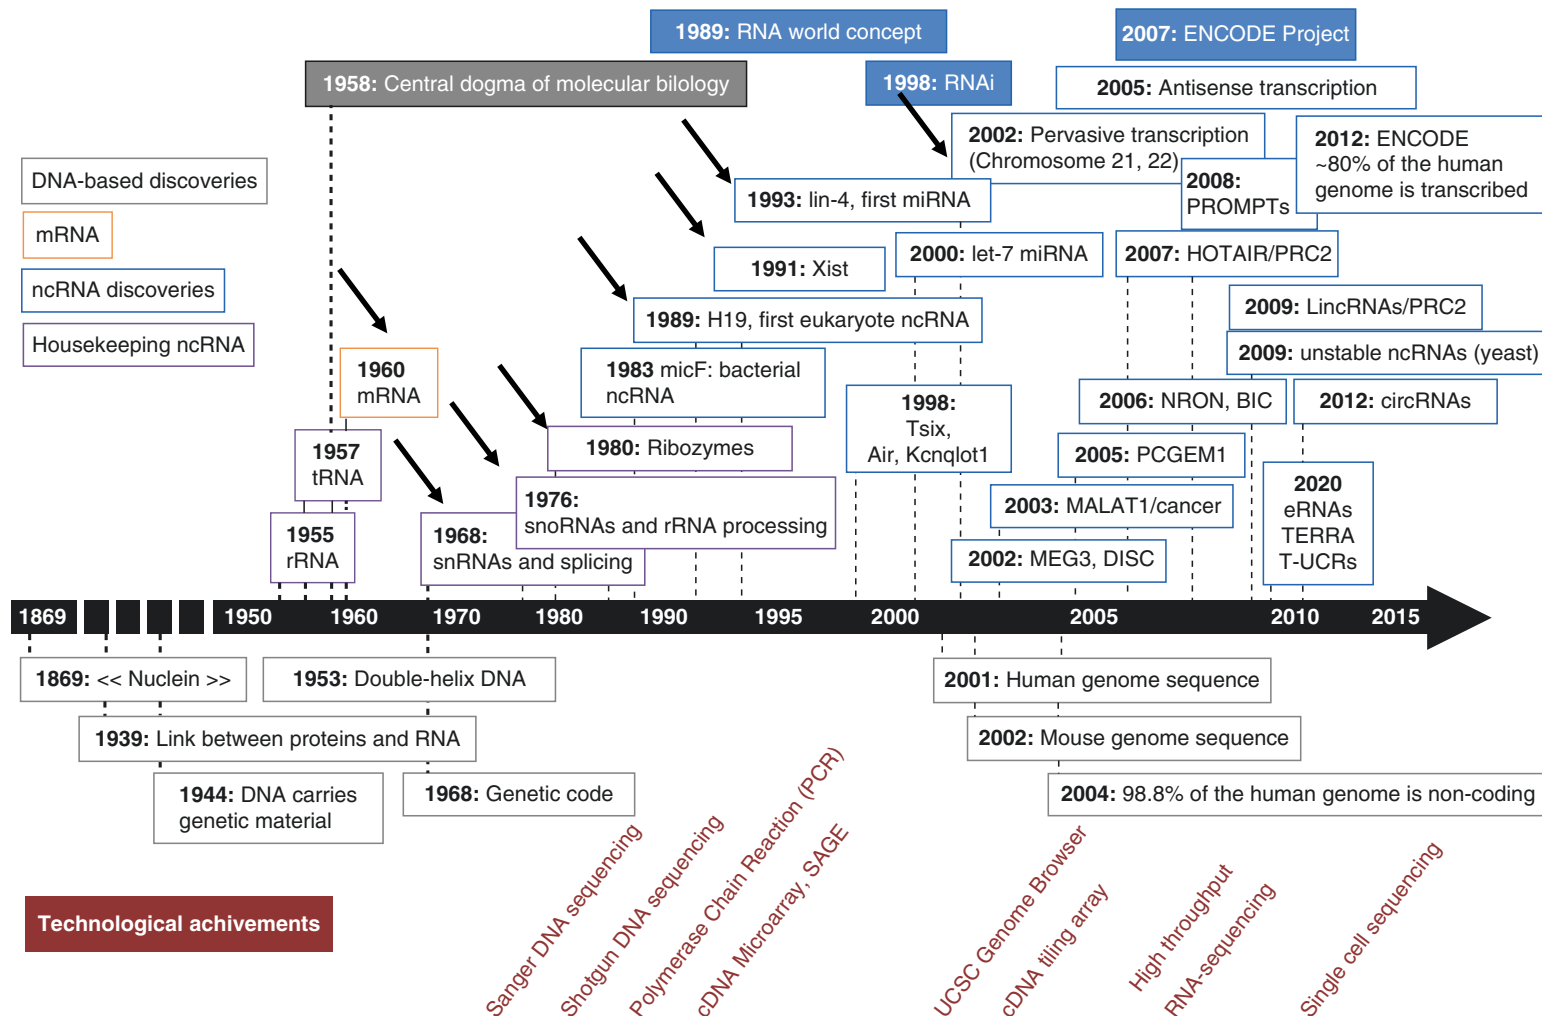 1989: RNA world concept
2007: ENCODE Project
1958: Central dogma of molecular bilology
1998: RNAi
2005: Antisense transcription
2002: Pervasive transcription
(Chromosome 21, 22)
2012: ENCODE
~80% of the human
genome is transcribed
2008:
PROMPTs
DNA-based discoveries
mRNA
ncRNA discoveries
Housekeeping ncRNA
1993: lin-4, first miRNA
1991: Xist
2000: let-7 miRNA
2007: HOTAIR/PRC2
1989: H19, first eukaryote ncRNA
2009: LincRNAs/PRC2
2009: unstable ncRNAs (yeast)
1960
mRNA
1983 micF: bacterial
ncRNA
1998:
Tsix,
Air, Kcnqlot1
2006: NRON, BIC
2012: circRNAs
1957
tRNA
1980: Ribozymes
2005: PCGEM1
1976:
snoRNAs and rRNA processing
2003: MALAT1/cancer
2020
eRNAs
TERRA
T-UCRs
1955
rRNA
1968:
snRNAs and splicing
2002: MEG3, DISC
1869 1950 1960 1970 1980 1990 1995 2000 2005 2010 2015
1869: << Nuclein >>
1953: Double-helix DNA
2001: Human genome sequence
1939: Link between proteins and RNA
2002: Mouse genome sequence
1944: DNA carries
genetic material
1968: Genetic code
2004: 98.8% of the human genome is non-coding
Technological achivements
Sanger DNA sequencing
Shotgun DNA sequencing
Polymerase Chain Reaction (PCR)
cDNA Microarray, SAGE
UCSC Genome Browser
cDNA tiling array
High throughput
RNA-sequencing
Single cell sequencing